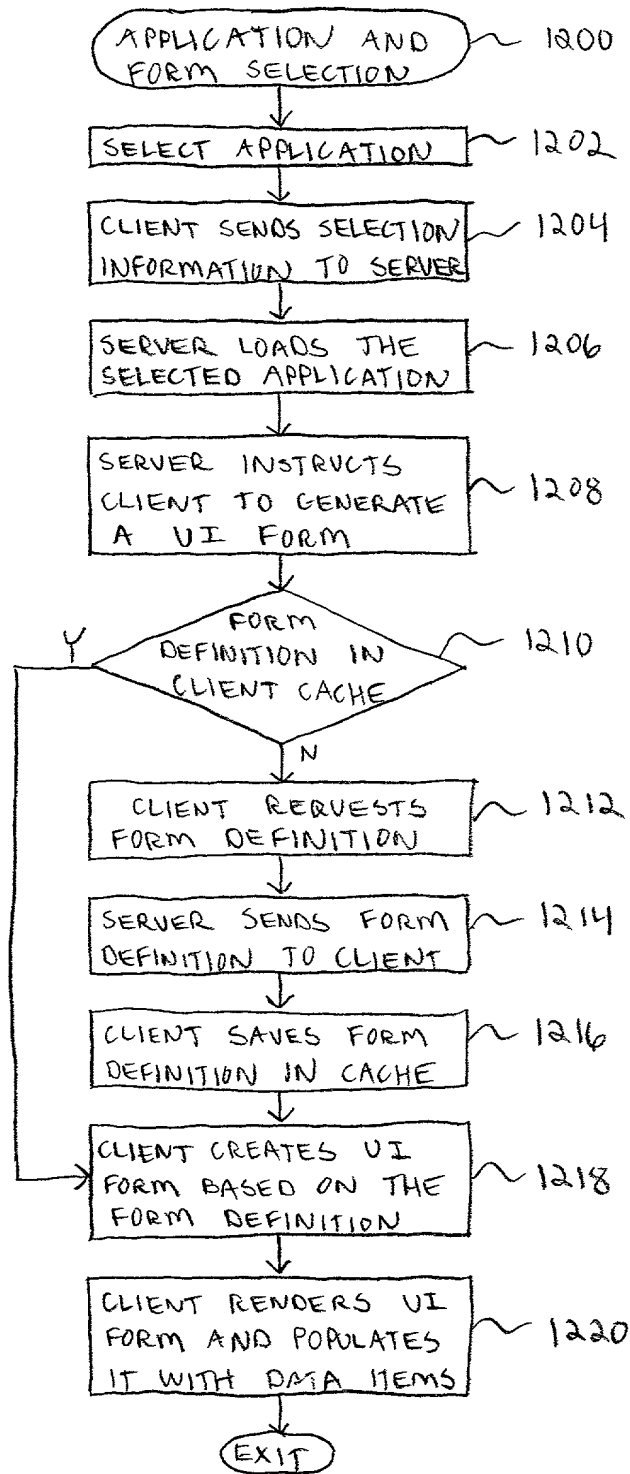 APPLICATION AND
FORM SELECTION
1200
SELECT APPLICATION
1202
CLIENT SENDS SELECTION
INFORMATION TO SERVER
1204
SERVER LOADS THE
SELECTED APPLICATION
1206
SERVER INSTRUCTS
CLIENT TO GENERATE
A UI FORM
1208
FORM
DEFINITION IN
CLIENT CACHE
1210
Y
N
CLIENT REQUESTS
FORM DEFINITION
1212
SERVER SENDS FORM
DEFINITION TO CLIENT
1214
CLIENT SAVES FORM
DEFINITION IN CACHE
1216
CLIENT CREATES UI
FORM BASED ON THE
FORM DEFINITION
1218
CLIENT RENDERS UI
FORM AND POPULATES
IT WITH DATA ITEMS
1220
EXIT